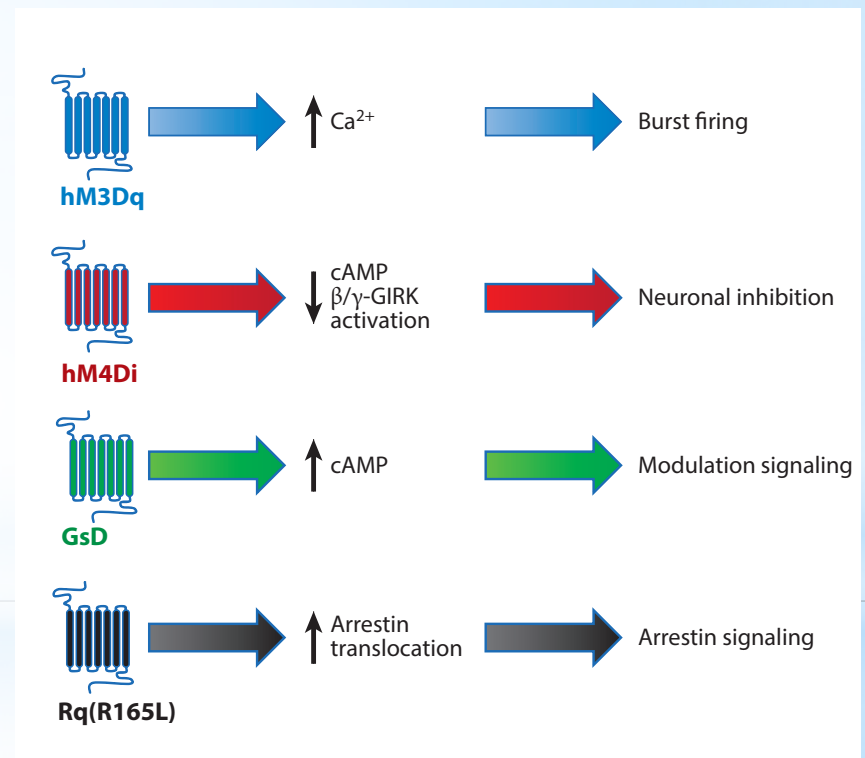 Ca²⁺
Burst firing
hM3Dq
cAMP
β/γ-GIRK
activation
Neuronal inhibition
hM4Di
cAMP
Modulation signaling
GsD
Arrestin
translocation
Arrestin signaling
Rq(R165L)